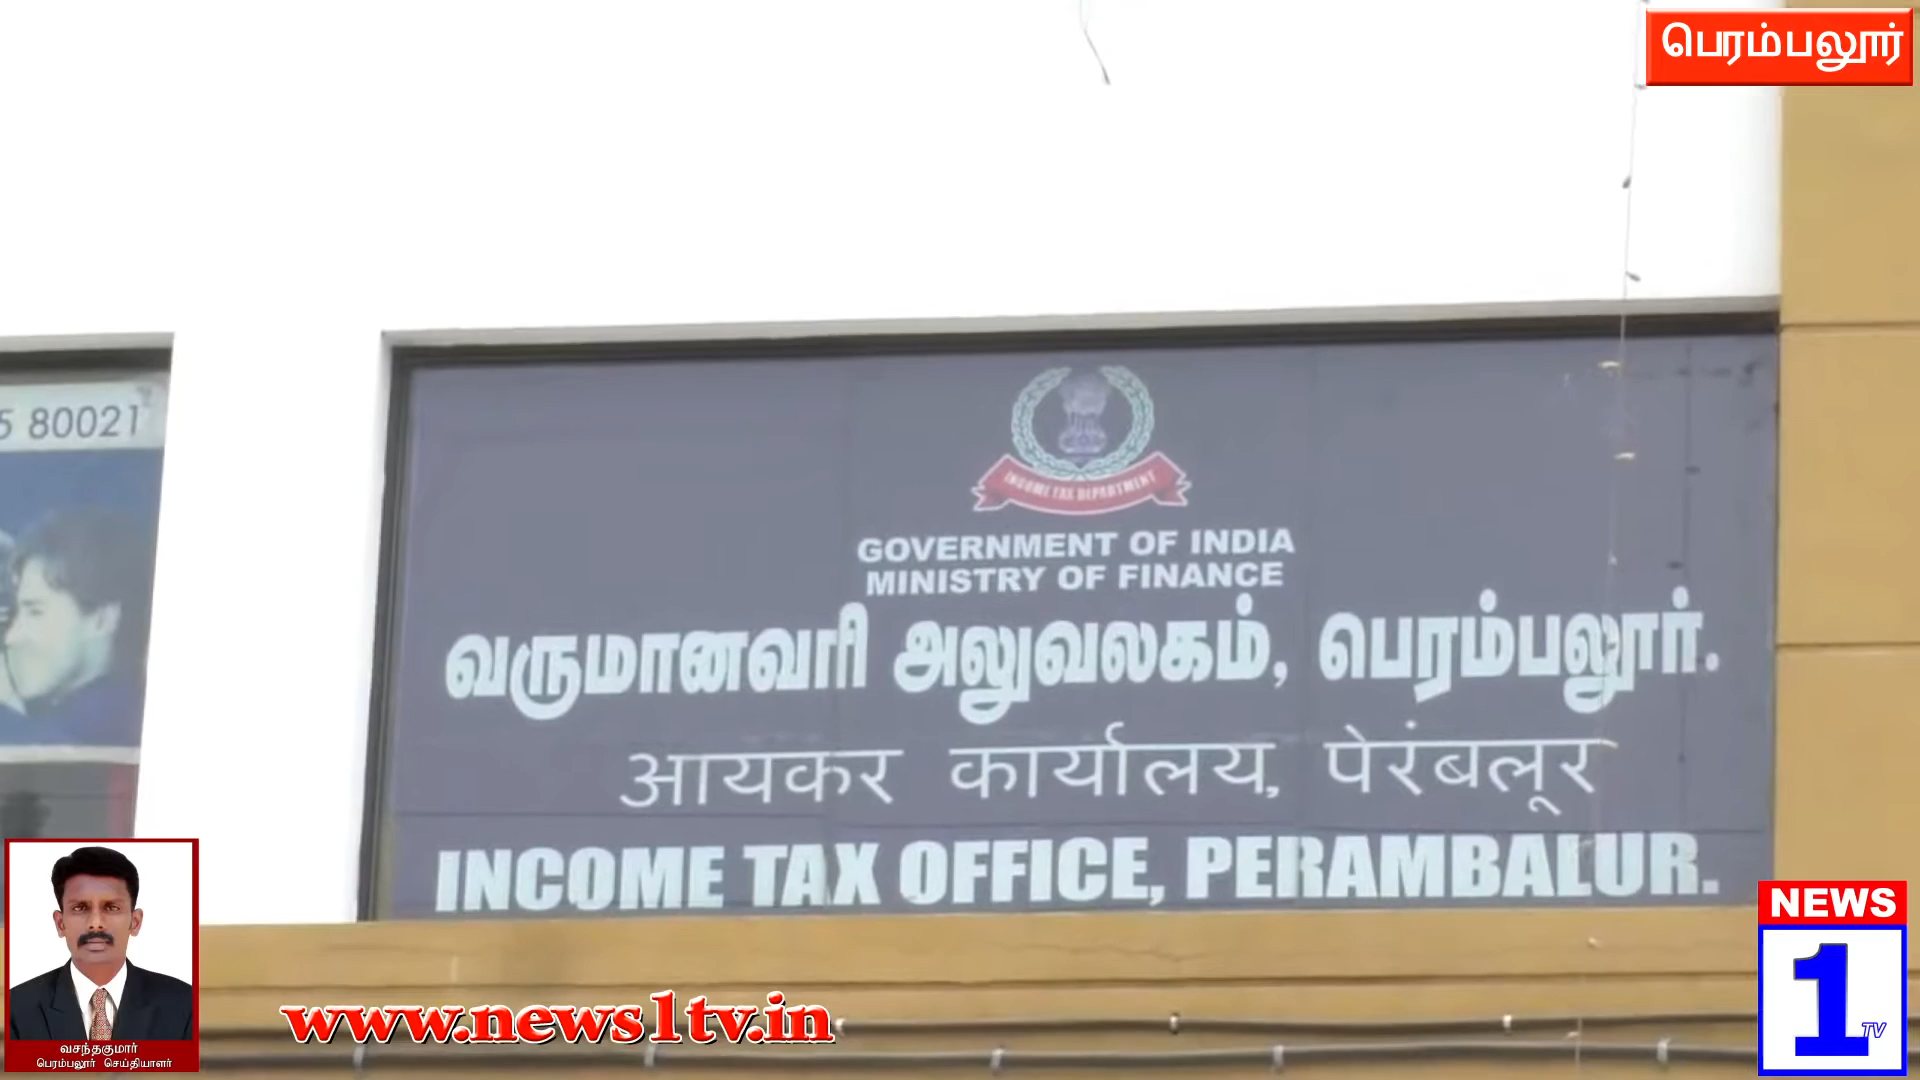 பெரம்பலூர்
5 80021
INCOME TAX DEPARTMENT
GOVERNMENT OF INDIA
MINISTRY OF FINANCE
வருமானவரி அலுவலகம், பெரம்பலூர்.
आयकर कार्यालय, पेरंबलूर
INCOME TAX OFFICE, PERAMBALUR.
வசந்தகுமார்
பெரம்பலூர் செய்தியாளர்
www.news1tv.in
NEWS
1
TV